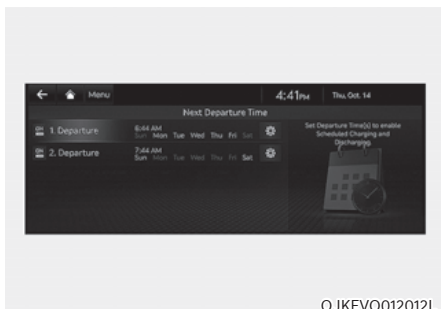 Menu 4:41PM Thu, Oct. 14
Next Departure Time
ON 1. Departure 6:44 AM
Sun Mon Tue Wed Thu Fri Sat
ON 2. Departure 7:44 AM
Sun Mon Tue Wed Thu Fri Sat
Set Departure Time(s) to enable
Scheduled Charging and
Discharging.
OJKEVQ012012L